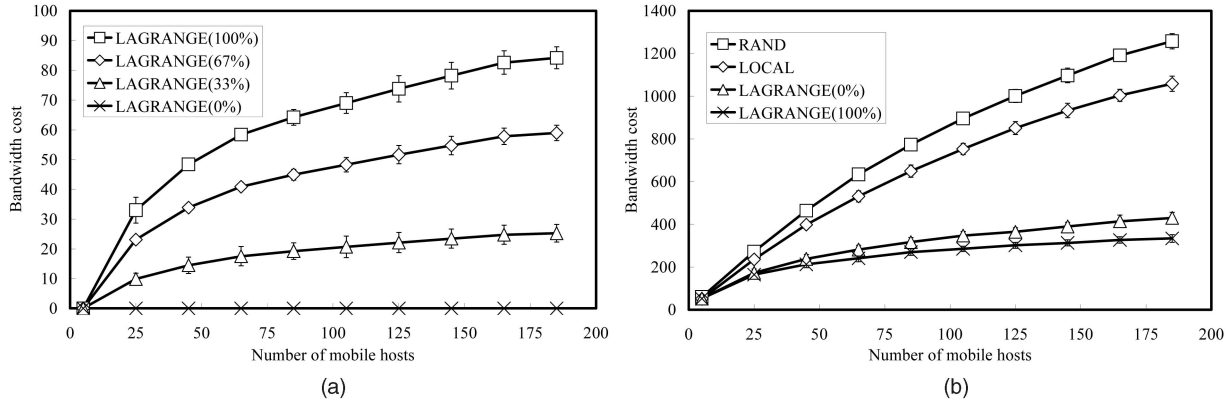 100
90
80
70
60
50
40
30
20
10
0
Bandwidth cost
LAGRANGE(100%)
LAGRANGE(67%)
LAGRANGE(33%)
LAGRANGE(0%)
0 25 50 75 100 125 150 175 200
Number of mobile hosts
(a)
1400
1200
1000
800
600
400
200
0
Bandwidth cost
RAND
LOCAL
LAGRANGE(0%)
LAGRANGE(100%)
0 25 50 75 100 125 150 175 200
Number of mobile hosts
(b)